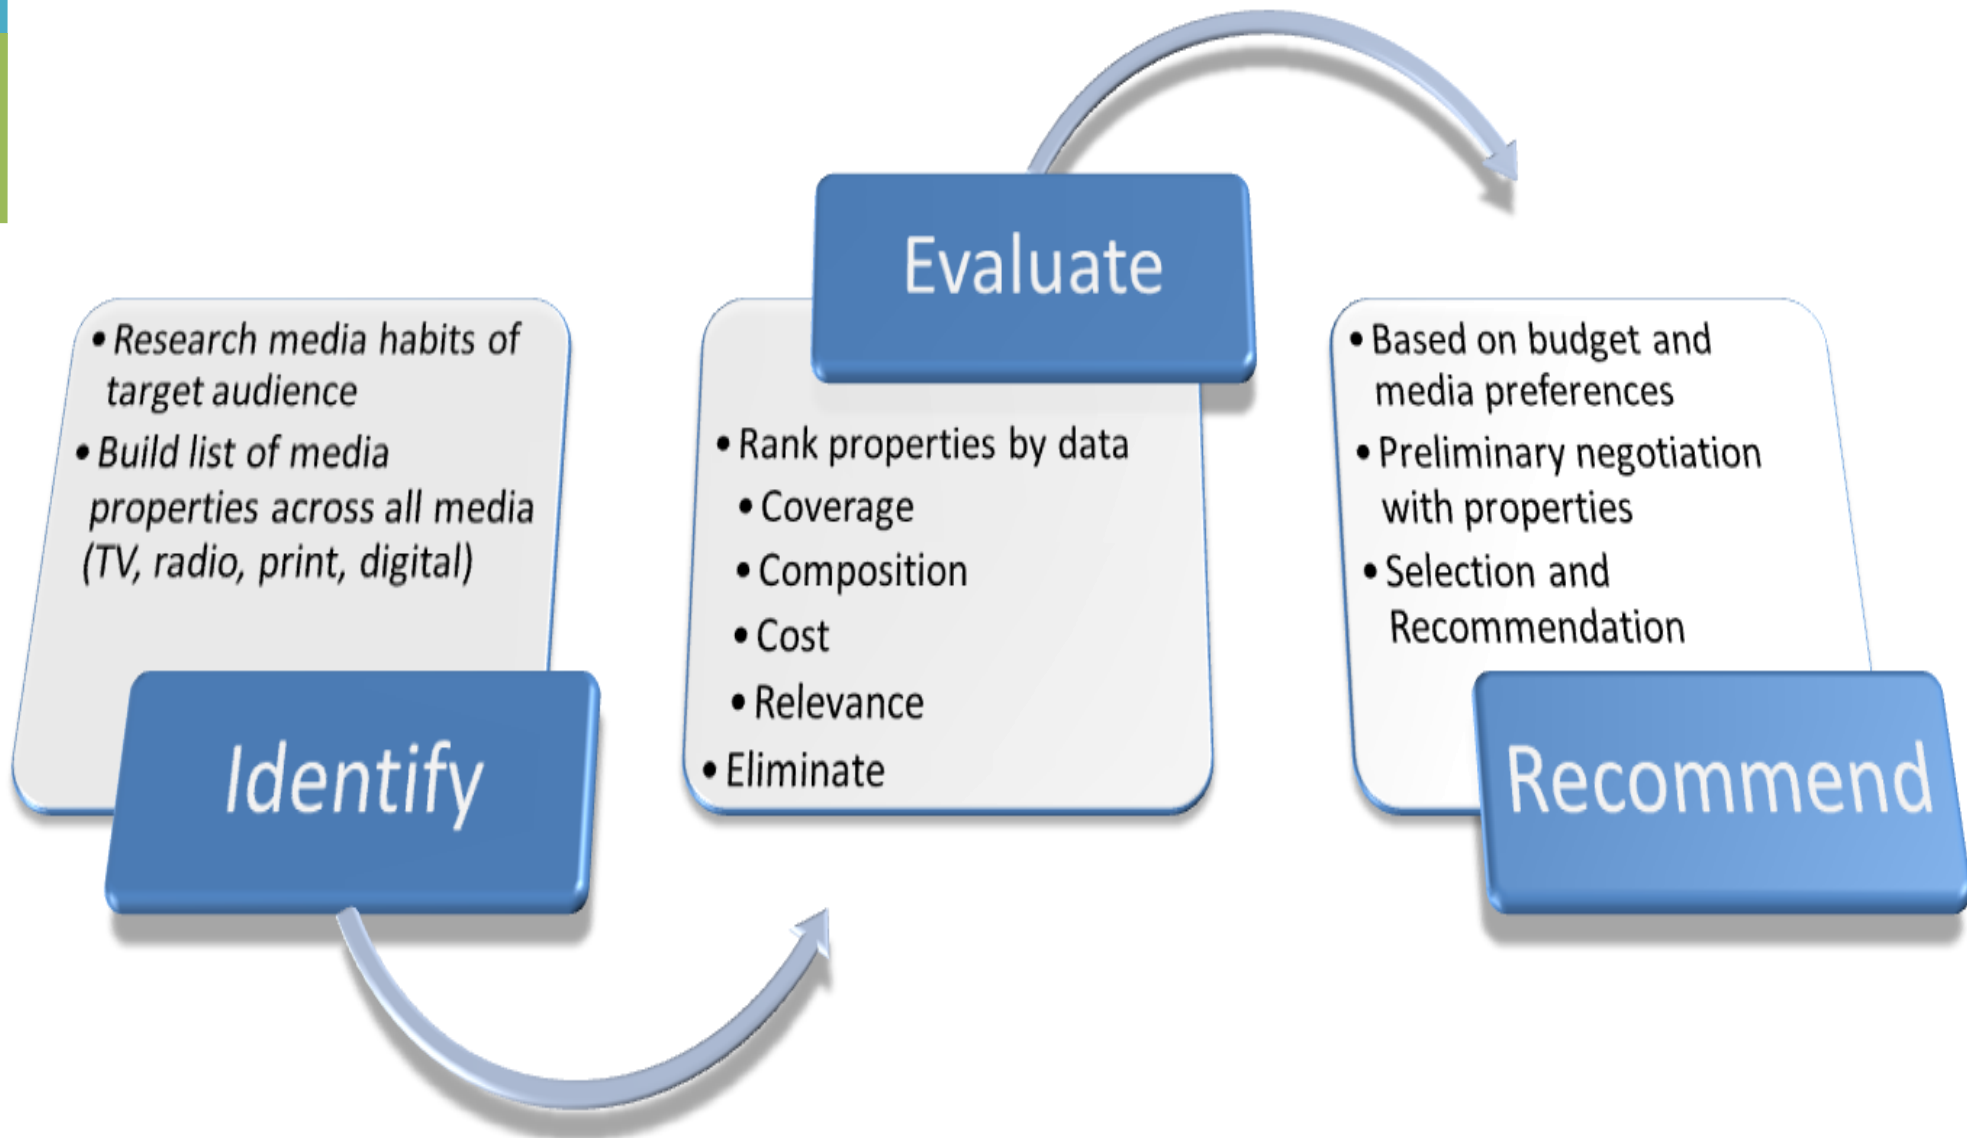 • Research media habits of
target audience
• Build list of media
properties across all media
(TV, radio, print, digital)
Identify
Evaluate
• Rank properties by data
• Coverage
• Composition
• Cost
• Relevance
• Eliminate
• Based on budget and
media preferences
• Preliminary negotiation
with properties
• Selection and
Recommendation
Recommend